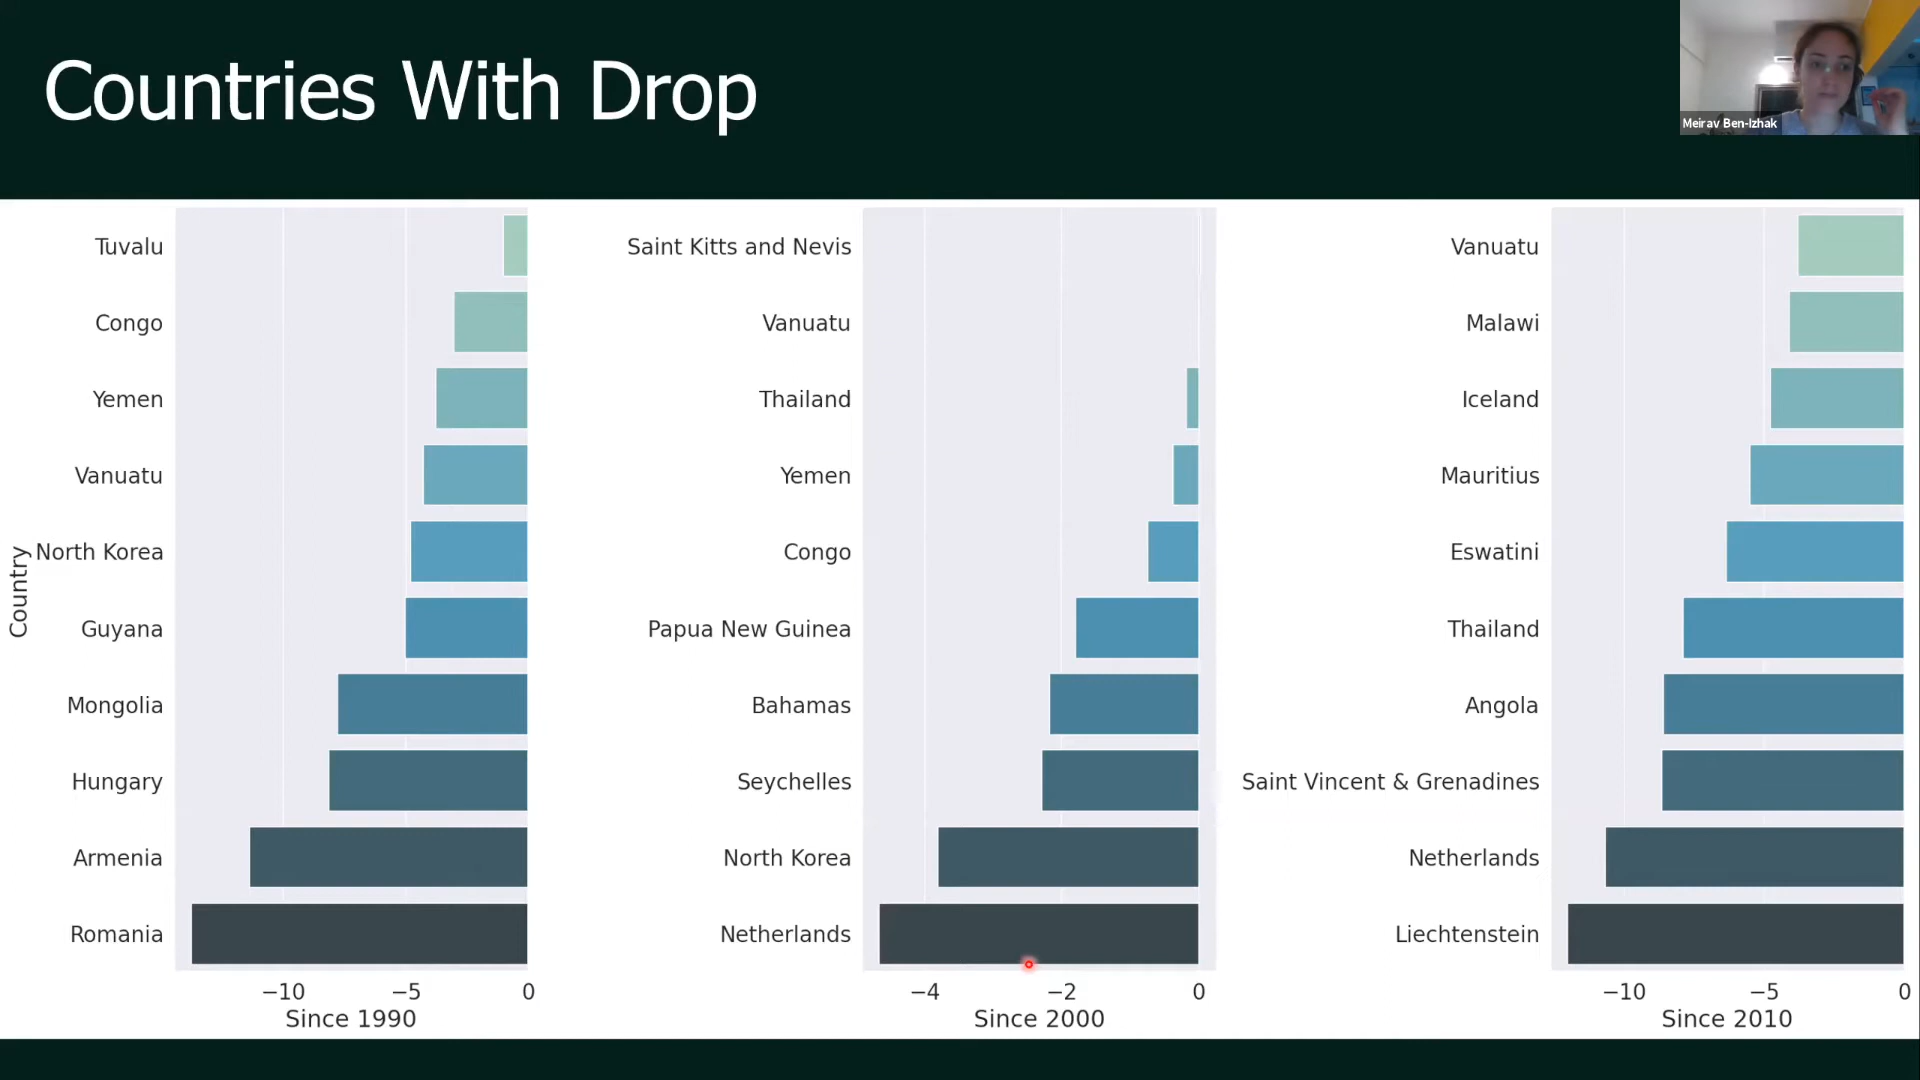 Countries With Drop
Meirav Ben-Izhak
Country
Tuvalu
Congo
Yemen
Vanuatu
North Korea
Guyana
Mongolia
Hungary
Armenia
Romania
−10 −5 0
Since 1990
Saint Kitts and Nevis
Vanuatu
Thailand
Yemen
Congo
Papua New Guinea
Bahamas
Seychelles
North Korea
Netherlands
−4 −2 0
Since 2000
Vanuatu
Malawi
Iceland
Mauritius
Eswatini
Thailand
Angola
Saint Vincent & Grenadines
Netherlands
Liechtenstein
−10 −5 0
Since 2010